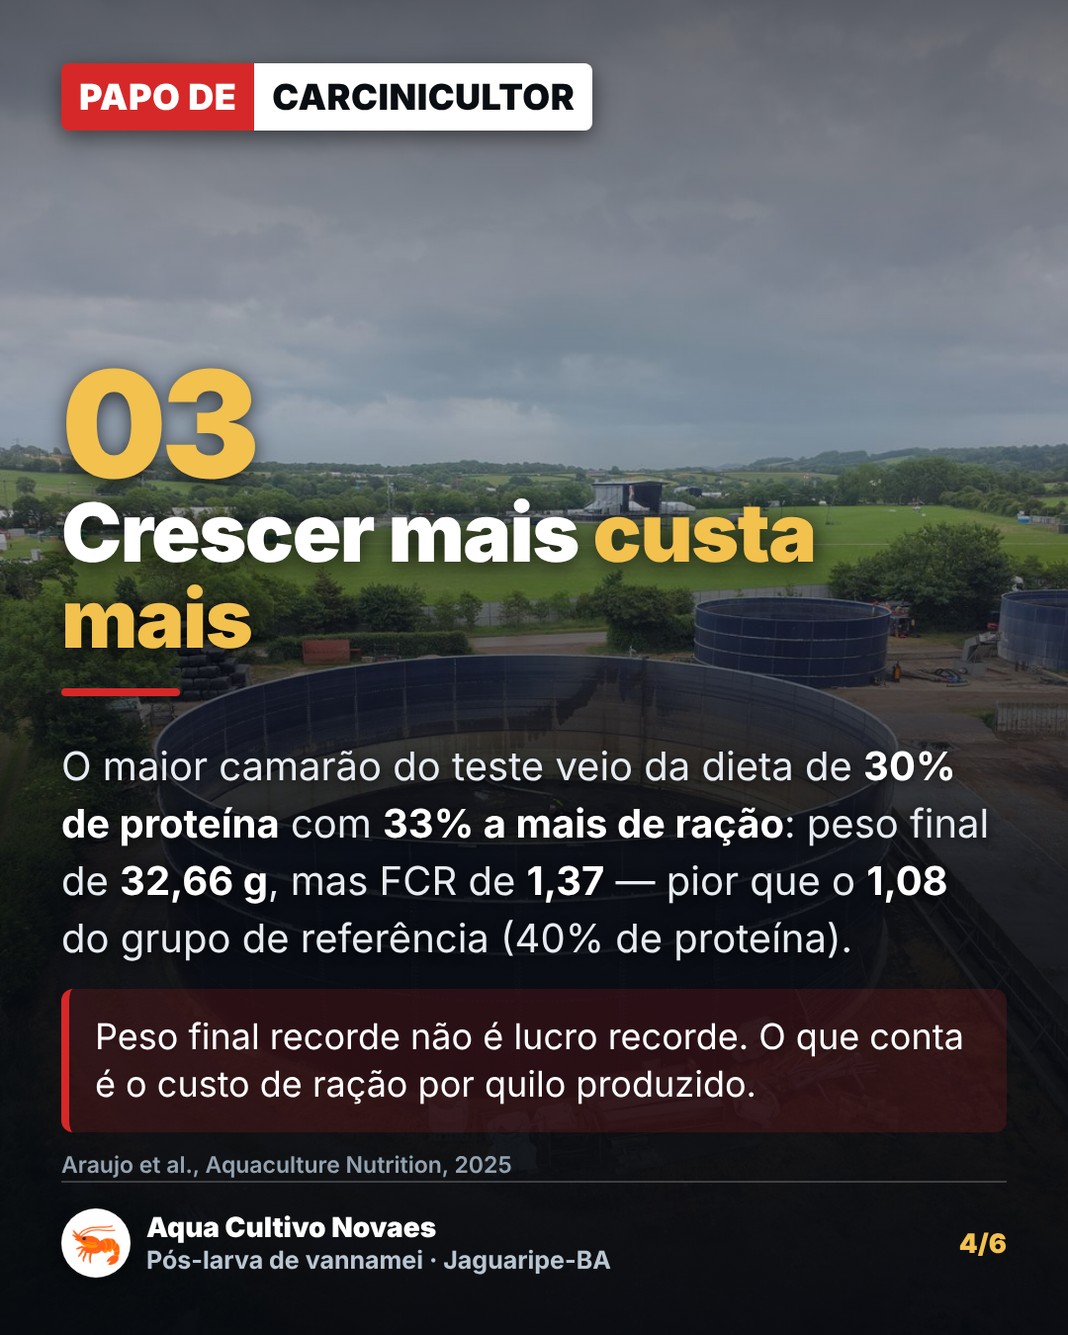 PAPO DE CARCINICULTOR
03
Crescer mais custa
mais
O maior camarão do teste veio da dieta de 30%
de proteína com 33% a mais de ração: peso final
de 32,66 g, mas FCR de 1,37 — pior que o 1,08
do grupo de referência (40% de proteína).
Peso final recorde não é lucro recorde. O que conta
é o custo de ração por quilo produzido.
Araujo et al., Aquaculture Nutrition, 2025
Aqua Cultivo Novaes
Pós-larva de vannamei · Jaguaripe-BA
4/6